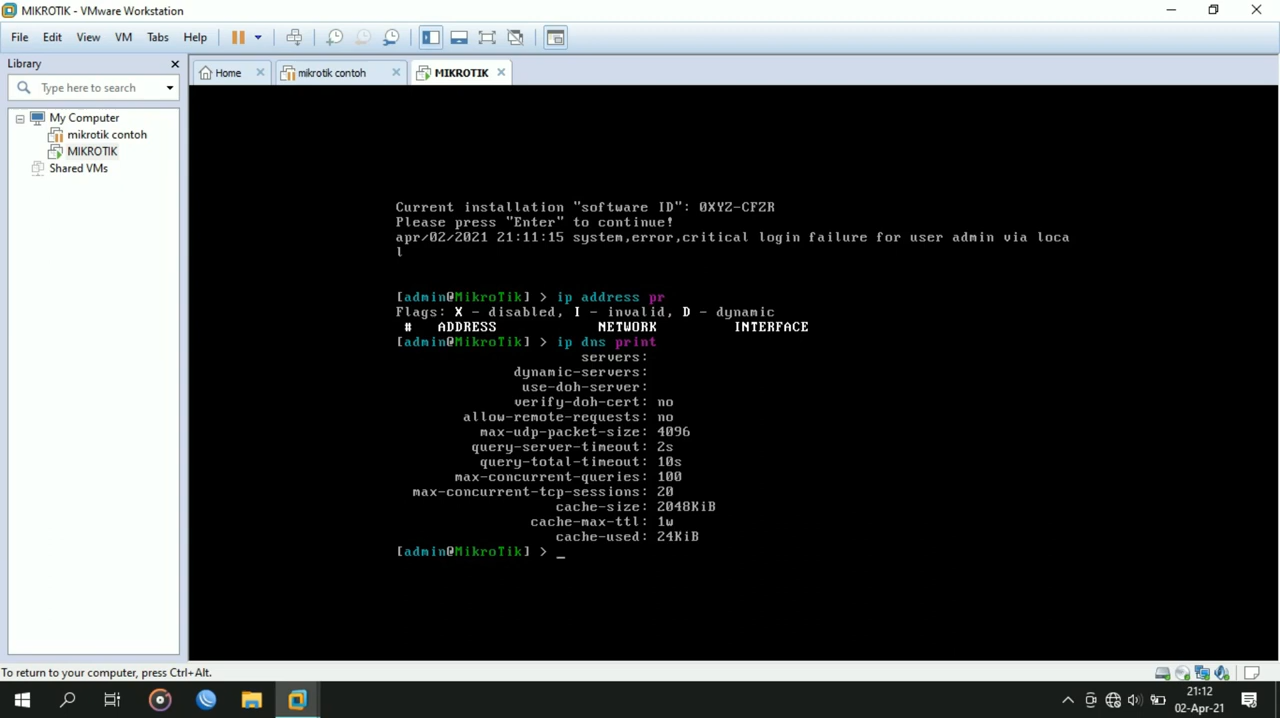 MIKROTIK - VMware Workstation
File Edit View VM Tabs Help
Library
Type here to search
My Computer
mikrotik contoh
MIKROTIK
Shared VMs
Home mikrotik contoh MIKROTIK
Current installation "software ID": 0XYZ-CFZR
Please press "Enter" to continue!
apr/02/2021 21:11:15 system,error,critical login failure for user admin via loca
l
[admin@MikroTik] > ip address pr
Flags: X - disabled, I - invalid, D - dynamic
# ADDRESS NETWORK INTERFACE
[admin@MikroTik] > ip dns print
servers:
dynamic-servers:
use-doh-server:
verify-doh-cert: no
allow-remote-requests: no
max-udp-packet-size: 4096
query-server-timeout: 2s
query-total-timeout: 10s
max-concurrent-queries: 100
max-concurrent-tcp-sessions: 20
cache-size: 2048KiB
cache-max-ttl: 1w
cache-used: 24KiB
[admin@MikroTik] > _
To return to your computer, press Ctrl+Alt.
21:12
02-Apr-21